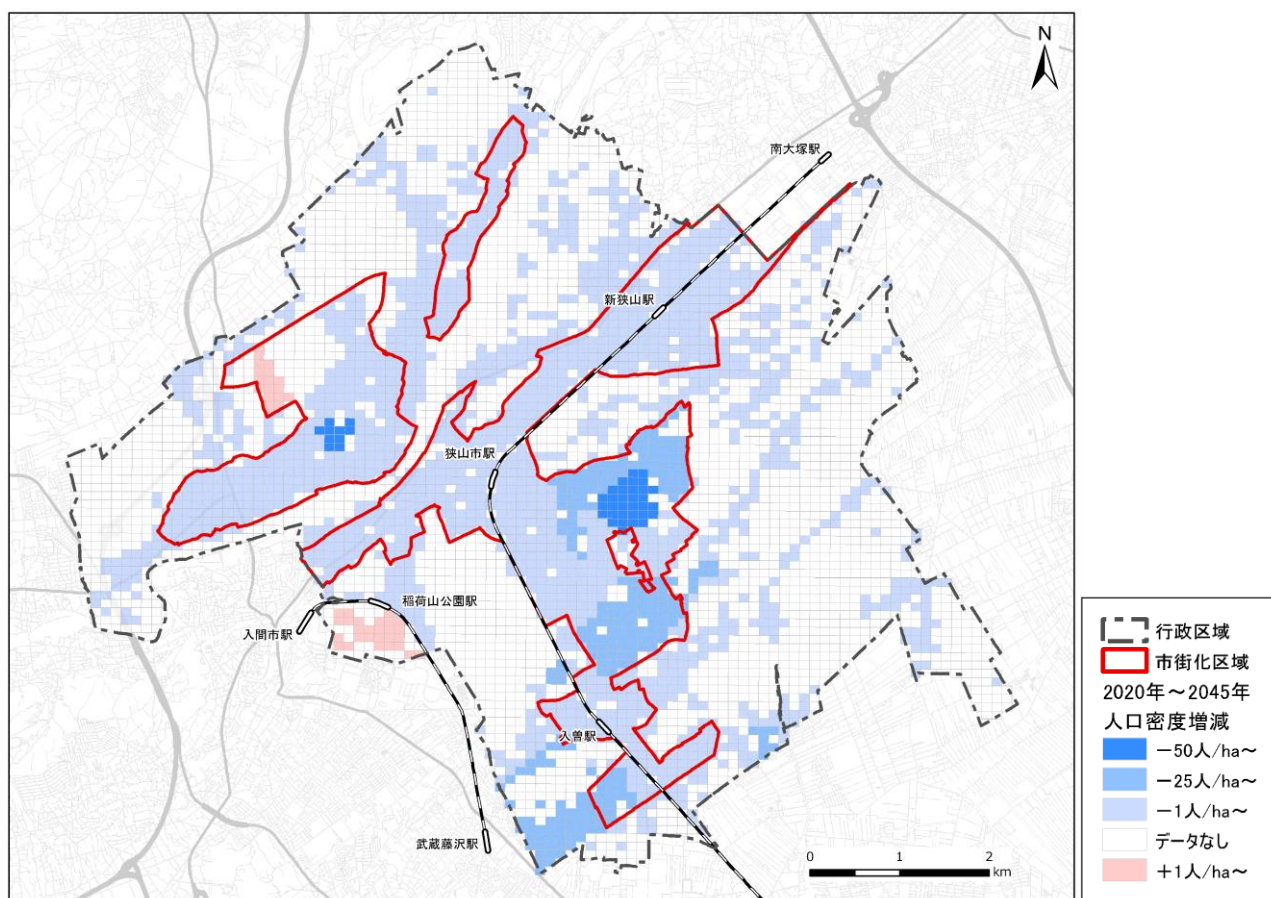 N
南大塚駅
新狭山駅
狭山市駅
稲荷山公園駅
入間市駅
入曽駅
武蔵藤沢駅
0 1 2
km
行政区域
市街化区域
2020年~2045年
人口密度増減
-50人/ha~
-25人/ha~
-1人/ha~
データなし
+1人/ha~